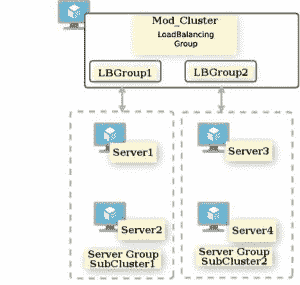 Mod_Cluster
LoadBalancing
Group
LBGroup1
LBGroup2
Server1
Server3
Server2
Server4
Server Group
SubCluster1
Server Group
SubCluster2